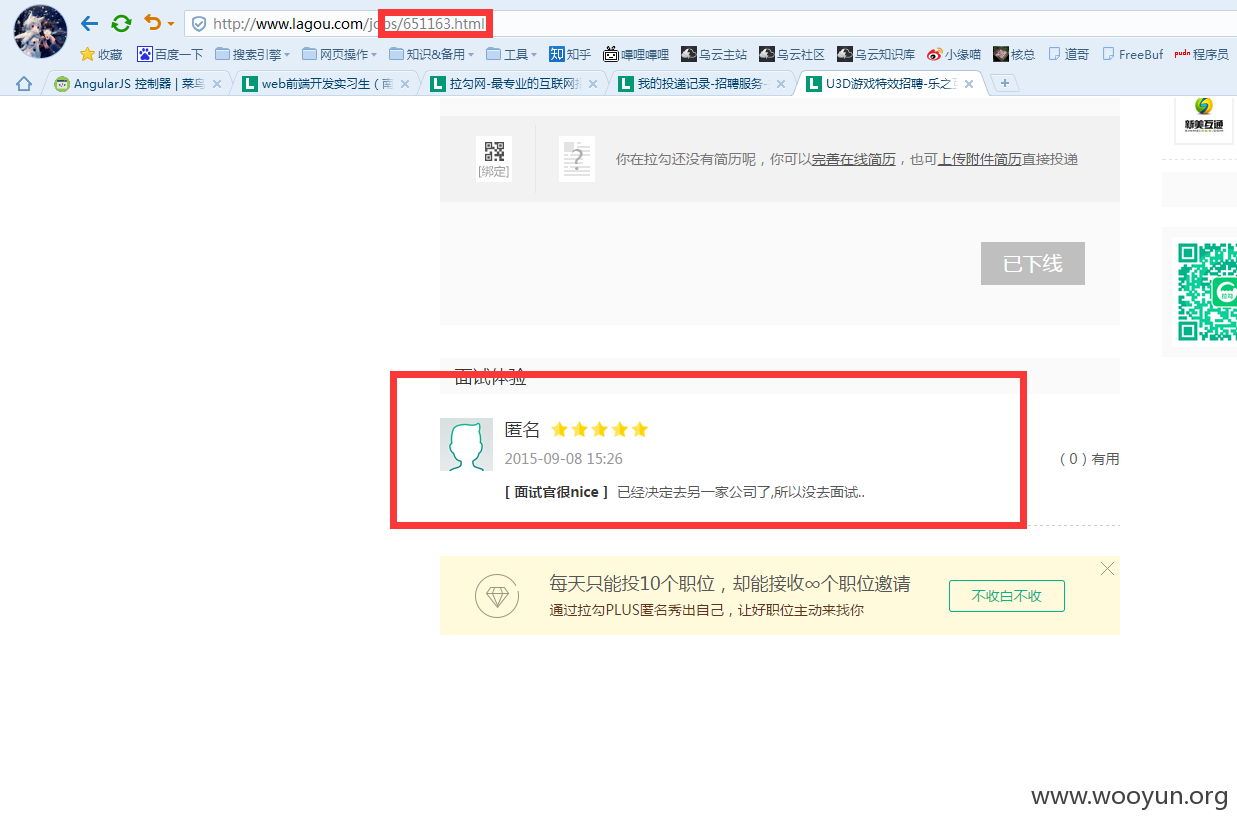 http://www.lagou.com/jobs/651163.html
收藏 百度一下 搜索引擎 网页操作 知识&备用 工具 知乎 哔哩哔哩 乌云主站 乌云社区 乌云知识库 小缘喵 核总 道哥 FreeBuf pudn 程序员
AngularJS 控制器 | 菜鸟 web前端开发实习生（南 拉勾网-最专业的互联网招 我的投递记录-招聘服务- U3D游戏特效招聘-乐之
新美互通
你在拉勾还没有简历呢，你可以完善在线简历，也可上传附件简历直接投递
[绑定]
已下线
面试体验
匿名
2015-09-08 15:26
（0）有用
[ 面试官很nice ] 已经决定去另一家公司了,所以没去面试..
每天只能投10个职位，却能接收∞个职位邀请
不收白不收
通过拉勾PLUS匿名秀出自己，让好职位主动来找你
www.wooyun.org